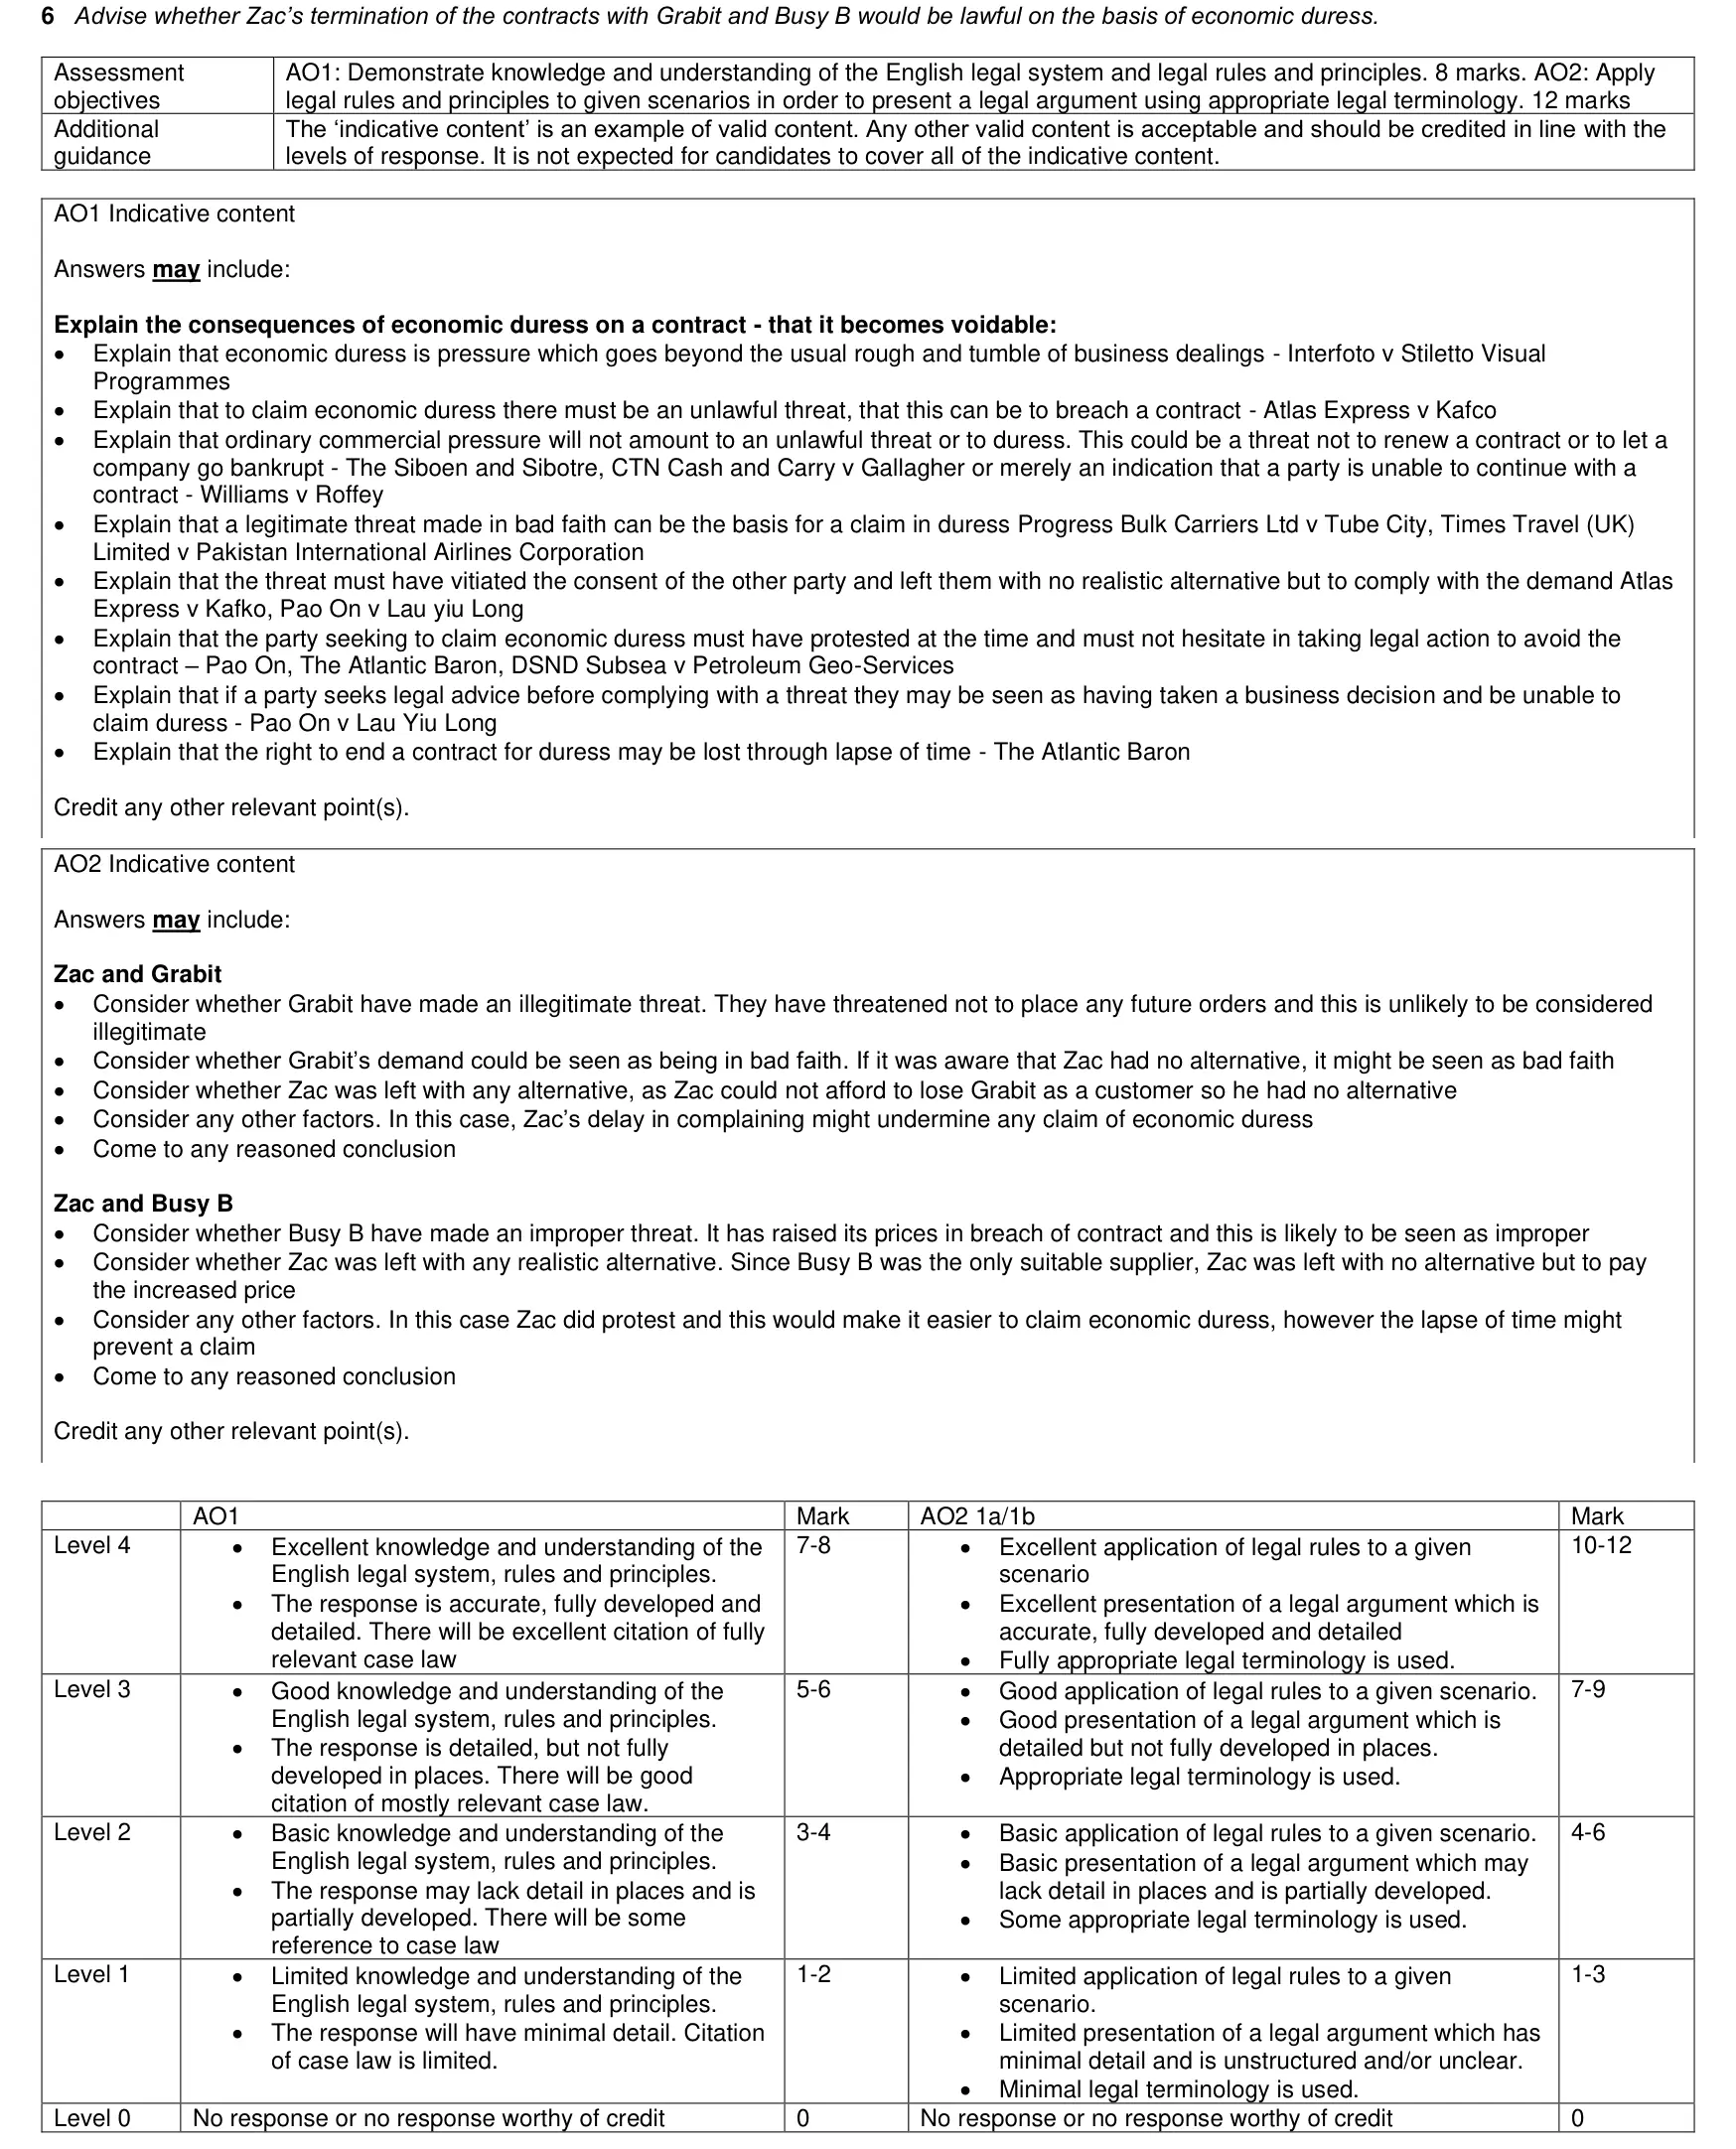 6 Advise whether Zac's termination of the contracts with Grabit and Busy B would be lawful on the basis of economic duress.
Assessment objectives
AO1: Demonstrate knowledge and understanding of the English legal system and legal rules and principles. 8 marks. AO2: Apply
legal rules and principles to given scenarios in order to present a legal argument using appropriate legal terminology. 12 marks
Additional guidance
The 'indicative content' is an example of valid content. Any other valid content is acceptable and should be credited in line with the
levels of response. It is not expected for candidates to cover all of the indicative content.
AO1 Indicative content
Answers may include:
Explain the consequences of economic duress on a contract - that it becomes voidable:
• Explain that economic duress is pressure which goes beyond the usual rough and tumble of business dealings - Interfoto v Stiletto Visual
Programmes
• Explain that to claim economic duress there must be an unlawful threat, that this can be to breach a contract - Atlas Express v Kafco
• Explain that ordinary commercial pressure will not amount to an unlawful threat or to duress. This could be a threat not to renew a contract or to let a
company go bankrupt - The Siboen and Sibotre, CTN Cash and Carry v Gallagher or merely an indication that a party is unable to continue with a
contract - Williams v Roffey
• Explain that a legitimate threat made in bad faith can be the basis for a claim in duress Progress Bulk Carriers Ltd v Tube City, Times Travel (UK)
Limited v Pakistan International Airlines Corporation
• Explain that the threat must have vitiated the consent of the other party and left them with no realistic alternative but to comply with the demand Atlas
Express v Kafko, Pao On v Lau yiu Long
• Explain that the party seeking to claim economic duress must have protested at the time and must not hesitate in taking legal action to avoid the
contract – Pao On, The Atlantic Baron, DSND Subsea v Petroleum Geo-Services
• Explain that if a party seeks legal advice before complying with a threat they may be seen as having taken a business decision and be unable to
claim duress - Pao On v Lau Yiu Long
• Explain that the right to end a contract for duress may be lost through lapse of time - The Atlantic Baron
Credit any other relevant point(s).
AO2 Indicative content
Answers may include:
Zac and Grabit
• Consider whether Grabit have made an illegitimate threat. They have threatened not to place any future orders and this is unlikely to be considered
illegitimate
• Consider whether Grabit's demand could be seen as being in bad faith. If it was aware that Zac had no alternative, it might be seen as bad faith
• Consider whether Zac was left with any alternative, as Zac could not afford to lose Grabit as a customer so he had no alternative
• Consider any other factors. In this case, Zac's delay in complaining might undermine any claim of economic duress
• Come to any reasoned conclusion
Zac and Busy B
• Consider whether Busy B have made an improper threat. It has raised its prices in breach of contract and this is likely to be seen as improper
• Consider whether Zac was left with any realistic alternative. Since Busy B was the only suitable supplier, Zac was left with no alternative but to pay
the increased price
• Consider any other factors. In this case Zac did protest and this would make it easier to claim economic duress, however the lapse of time might
prevent a claim
• Come to any reasoned conclusion
Credit any other relevant point(s).
AO1 Mark AO2 1a/1b Mark
Level 4
• Excellent knowledge and understanding of the
English legal system, rules and principles.
• The response is accurate, fully developed and
detailed. There will be excellent citation of fully
relevant case law
7-8
• Excellent application of legal rules to a given
scenario
• Excellent presentation of a legal argument which is
accurate, fully developed and detailed
• Fully appropriate legal terminology is used.
10-12
Level 3
• Good knowledge and understanding of the
English legal system, rules and principles.
• The response is detailed, but not fully
developed in places. There will be good
citation of mostly relevant case law.
5-6
• Good application of legal rules to a given scenario.
• Good presentation of a legal argument which is
detailed but not fully developed in places.
• Appropriate legal terminology is used.
7-9
Level 2
• Basic knowledge and understanding of the
English legal system, rules and principles.
• The response may lack detail in places and is
partially developed. There will be some
reference to case law
3-4
• Basic application of legal rules to a given scenario.
• Basic presentation of a legal argument which may
lack detail in places and is partially developed.
• Some appropriate legal terminology is used.
4-6
Level 1
• Limited knowledge and understanding of the
English legal system, rules and principles.
• The response will have minimal detail. Citation
of case law is limited.
1-2
• Limited application of legal rules to a given
scenario.
• Limited presentation of a legal argument which has
minimal detail and is unstructured and/or unclear.
• Minimal legal terminology is used.
1-3
Level 0
No response or no response worthy of credit
0
No response or no response worthy of credit
0